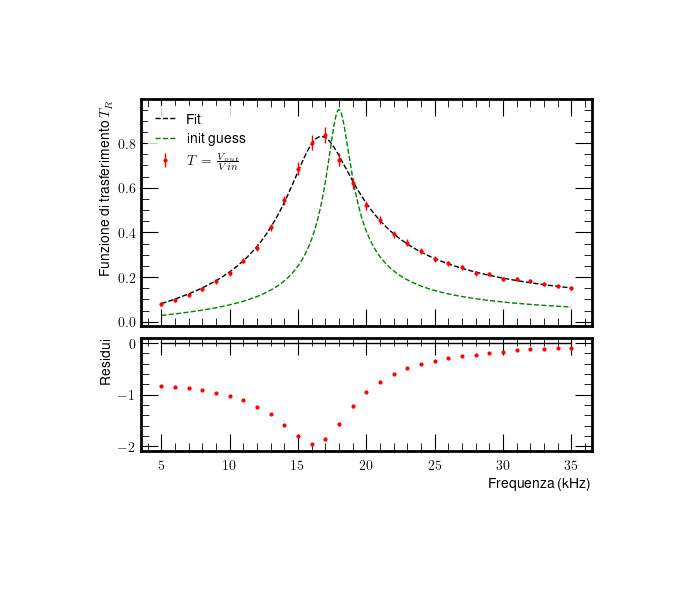 Funzione di trasferimento T_R
Fit
init guess
T = V_out/Vin
0.8
0.6
0.4
0.2
0.0
Residui
0
−1
−2
5 10 15 20 25 30 35
Frequenza (kHz)